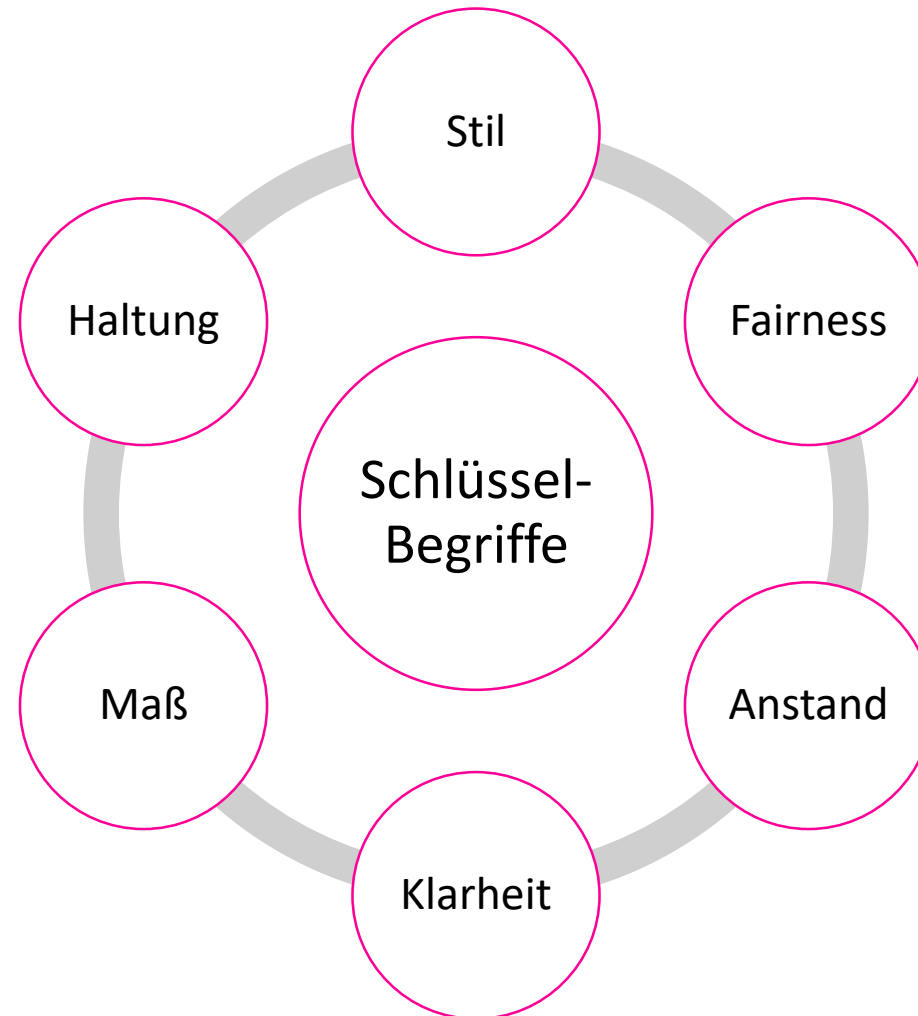 Stil
Fairness
Anstand
Klarheit
Maß
Haltung
Schlüssel-
Begriffe